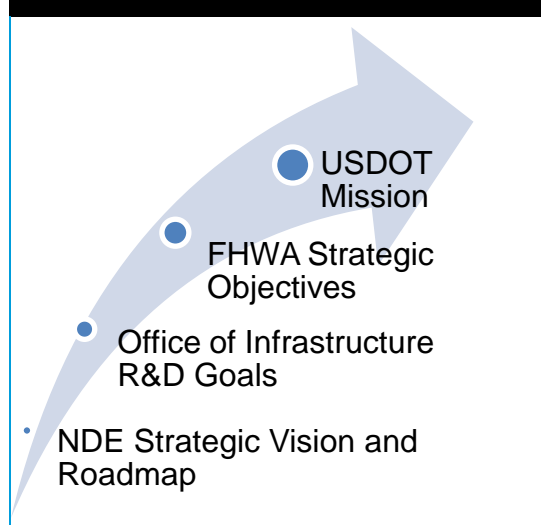 USDOT
Mission
FHWA Strategic
Objectives
Office of Infrastructure
R&D Goals
NDE Strategic Vision and
Roadmap